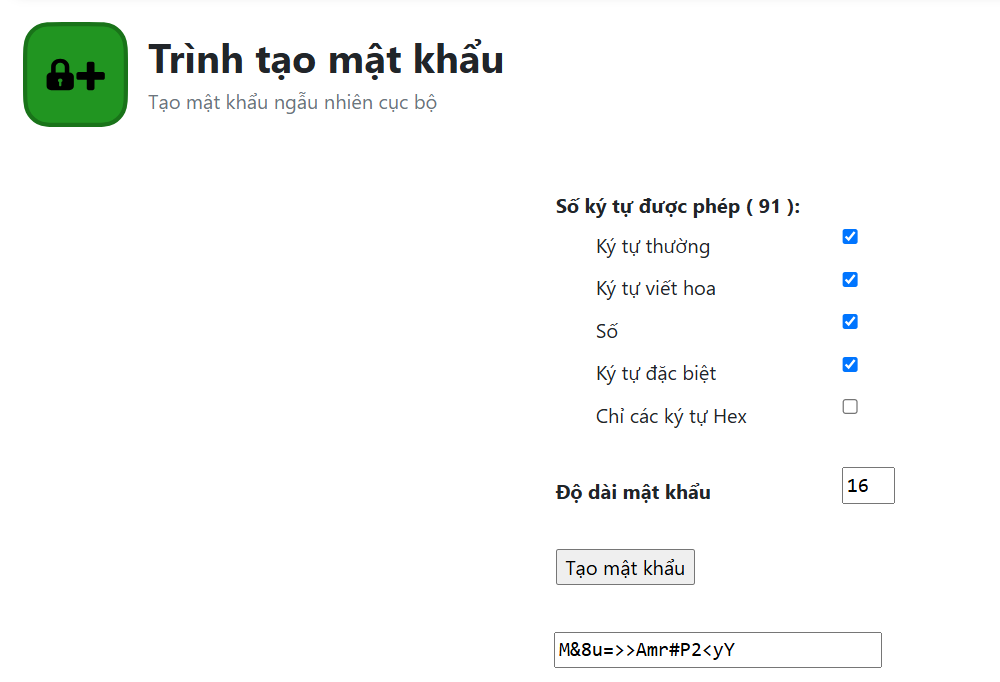 Trình tạo mật khẩu
Tạo mật khẩu ngẫu nhiên cục bộ
Số ký tự được phép ( 91 ):
Ký tự thường
Ký tự viết hoa
Số
Ký tự đặc biệt
Chỉ các ký tự Hex
Độ dài mật khẩu
16
Tạo mật khẩu
M&8u=>>Amr#P2<yY